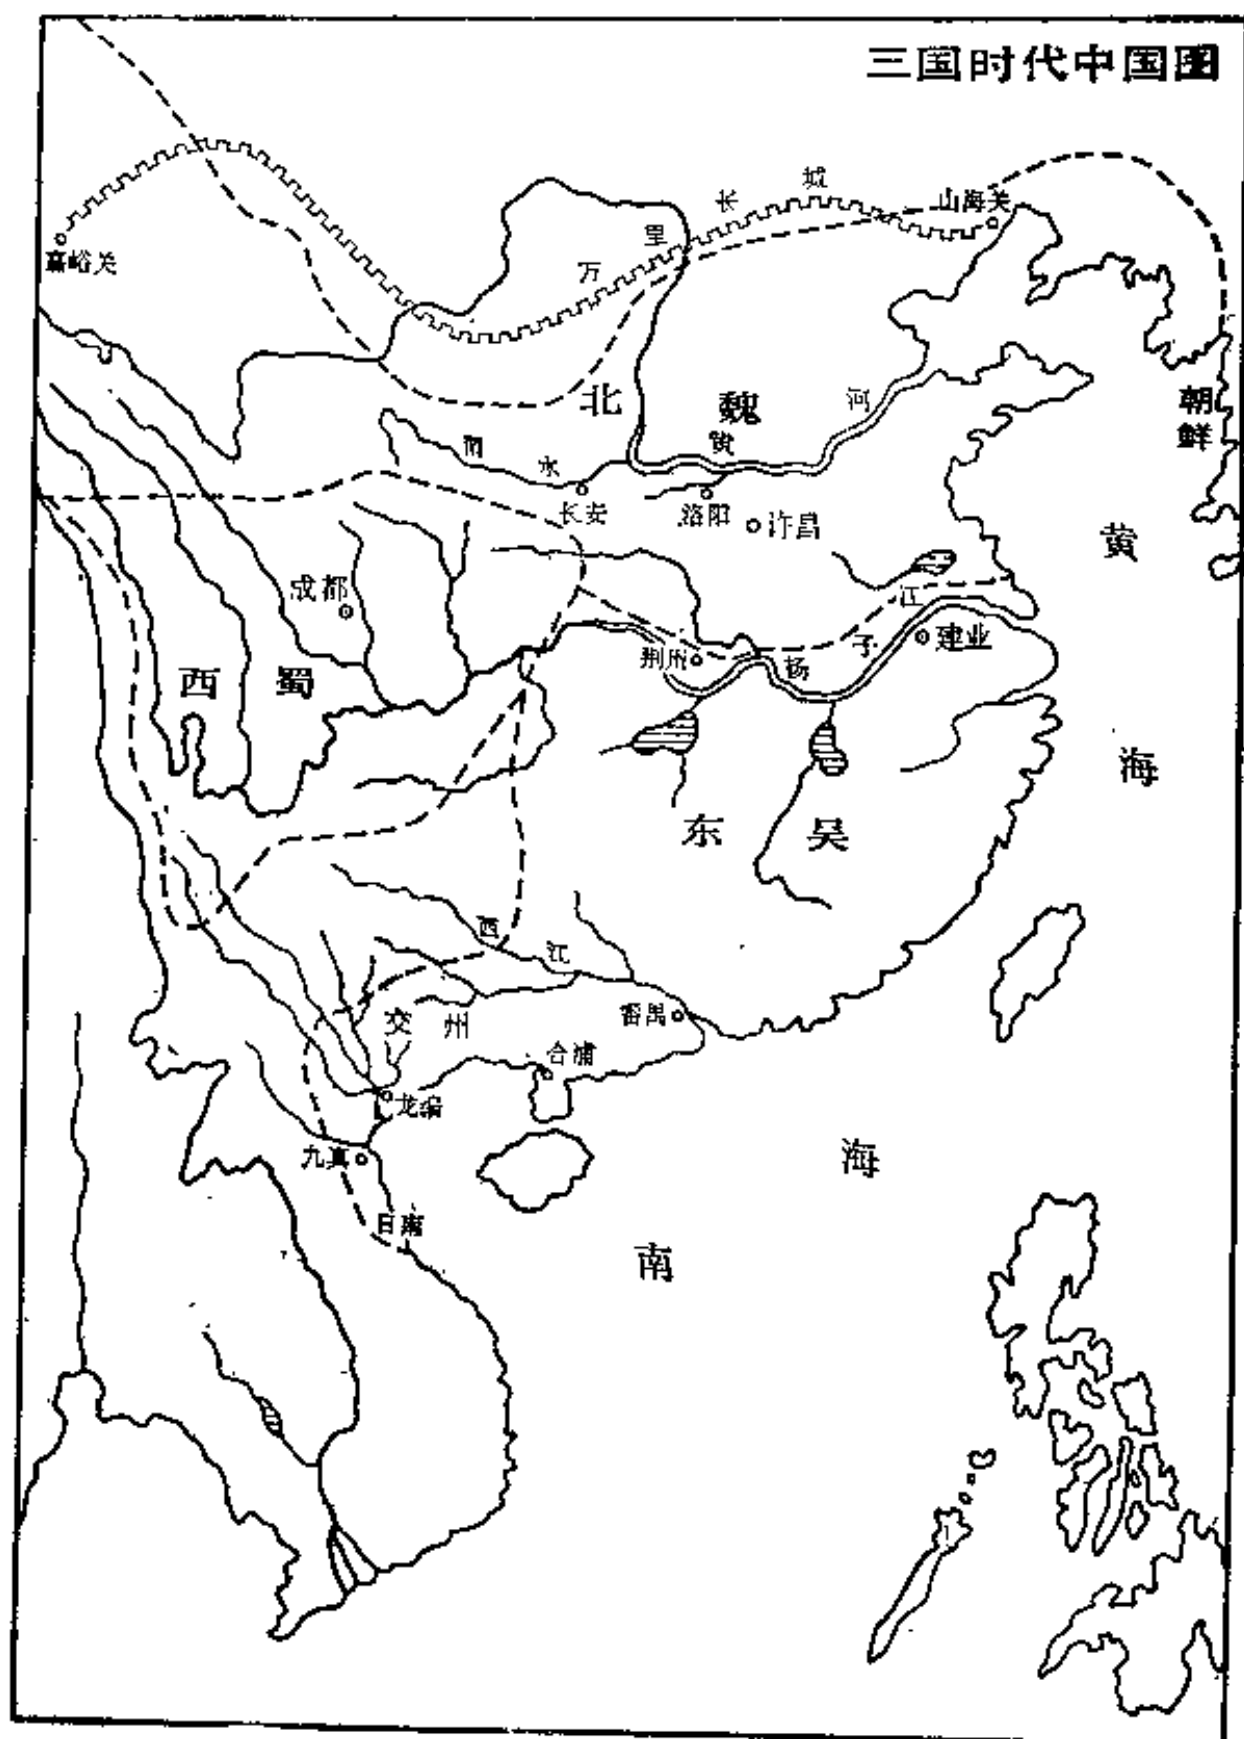 三国时代中国图
万里长城
山海关
嘉峪关
北魏
黄河
朝鲜
水
长安
洛阳
许昌
黄海
成都
扬子江
建业
荆州
西蜀
东吴
西江
番禺
交州
合浦
龙编
九真
日南
南海